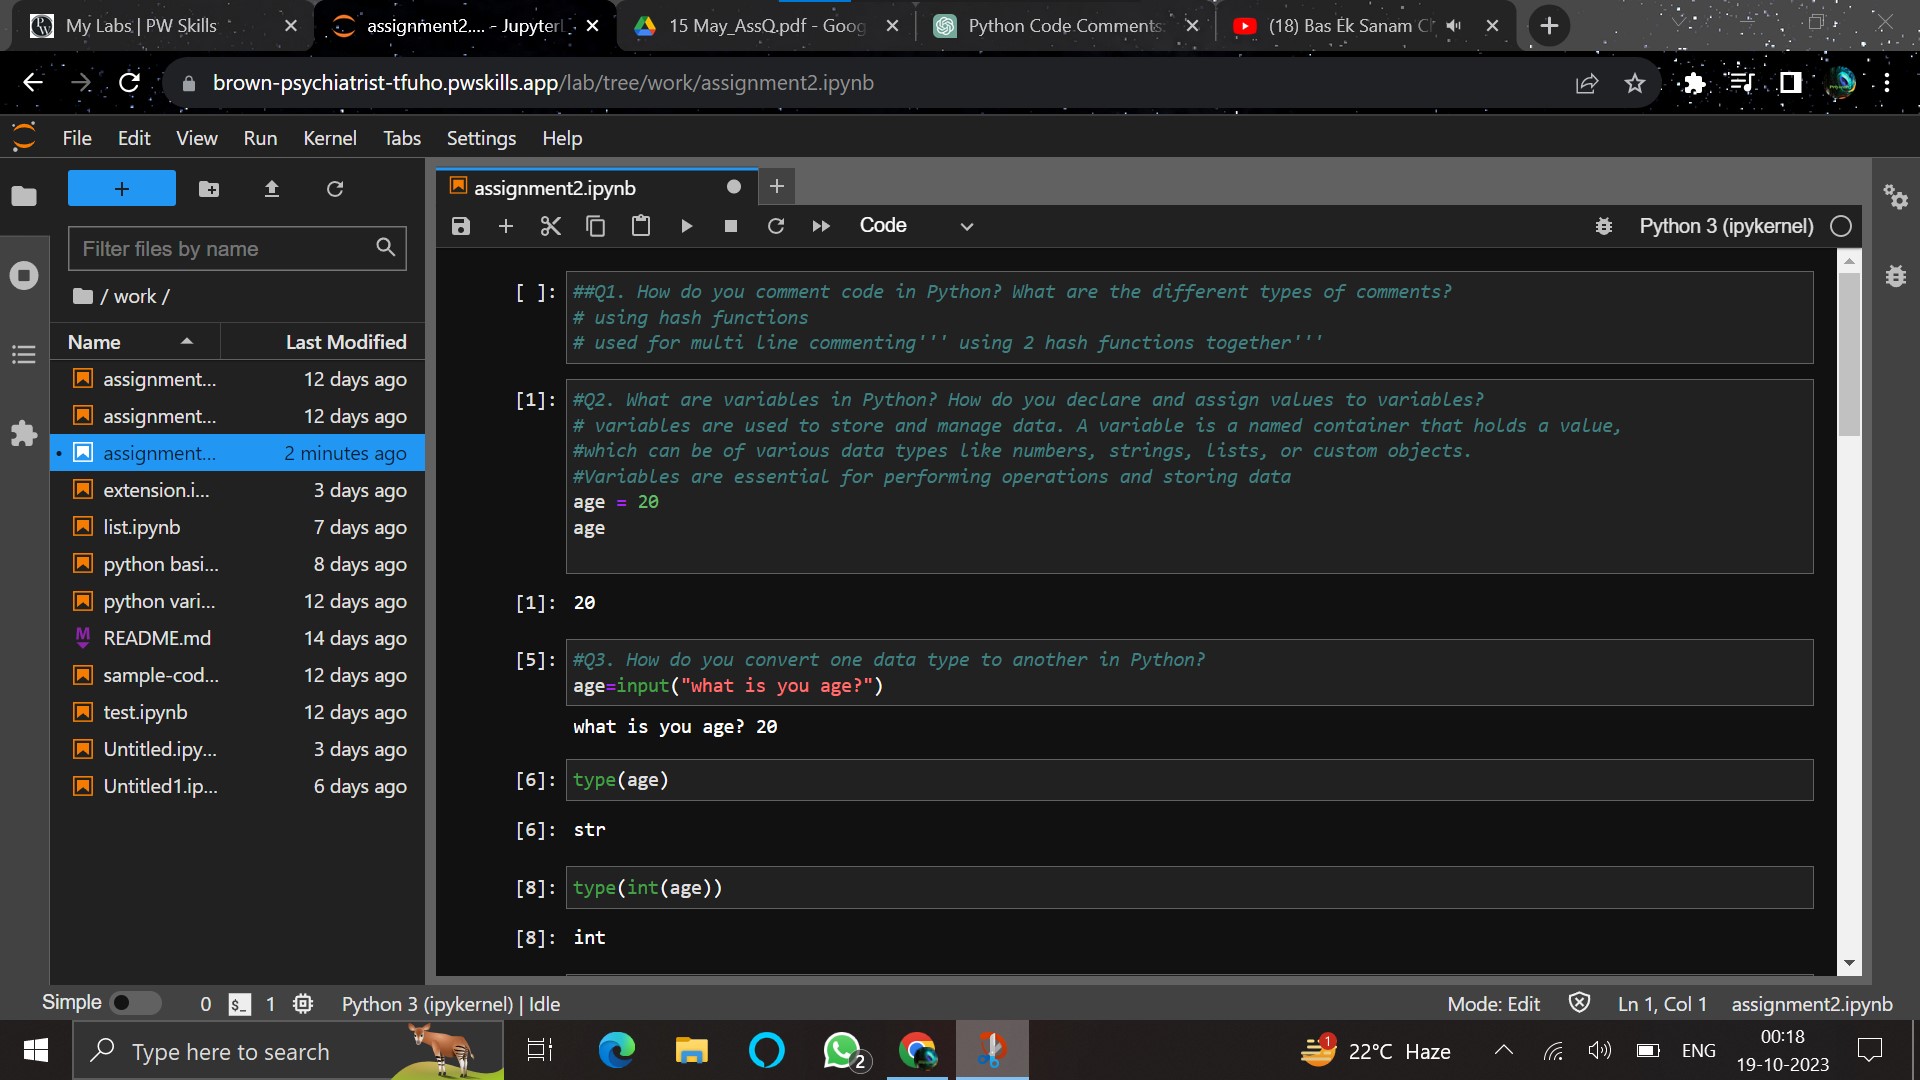 My Labs | PW Skills
assignment2.... - JupyterL
15 May_AssQ.pdf - Goog
Python Code Comments
(18) Bas Ek Sanam Ch
brown-psychiatrist-tfuho.pwskills.app/lab/tree/work/assignment2.ipynb
File Edit View Run Kernel Tabs Settings Help
assignment2.ipynb
Code
Python 3 (ipykernel)
Filter files by name
/ work /
Name Last Modified
assignment... 12 days ago
assignment... 12 days ago
• assignment... 2 minutes ago
extension.i... 3 days ago
list.ipynb 7 days ago
python basi... 8 days ago
python vari... 12 days ago
README.md 14 days ago
sample-cod... 12 days ago
test.ipynb 12 days ago
Untitled.ipy... 3 days ago
Untitled1.ip... 6 days ago
[ ]: ##Q1. How do you comment code in Python? What are the different types of comments?
# using hash functions
# used for multi line commenting''' using 2 hash functions together'''
[1]: #Q2. What are variables in Python? How do you declare and assign values to variables?
# variables are used to store and manage data. A variable is a named container that holds a value,
#which can be of various data types like numbers, strings, lists, or custom objects.
#Variables are essential for performing operations and storing data
age = 20
age
[1]: 20
[5]: #Q3. How do you convert one data type to another in Python?
age=input("what is you age?")
what is you age? 20
[6]: type(age)
[6]: str
[8]: type(int(age))
[8]: int
Simple 0 $_ 1 Python 3 (ipykernel) | Idle
Mode: Edit Ln 1, Col 1 assignment2.ipynb
Type here to search
2
1
22°C Haze
ENG
00:18
19-10-2023